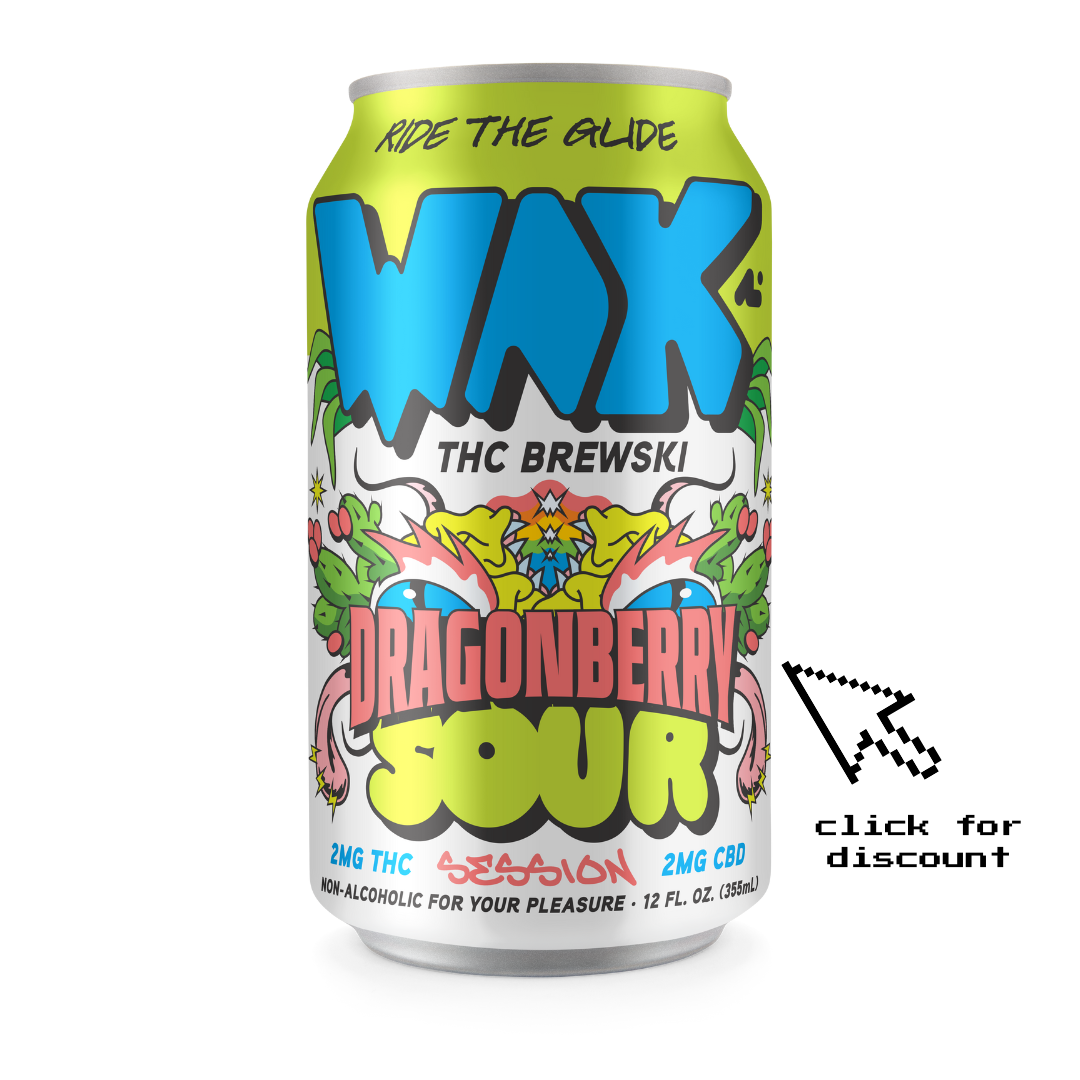 RIDE THE GLIDE
WAX
THC BREWSKI
DRAGONBERRY
SOUR
2MG THC SESSION 2MG CBD
NON-ALCOHOLIC FOR YOUR PLEASURE · 12 FL. OZ. (355mL)
click for
discount